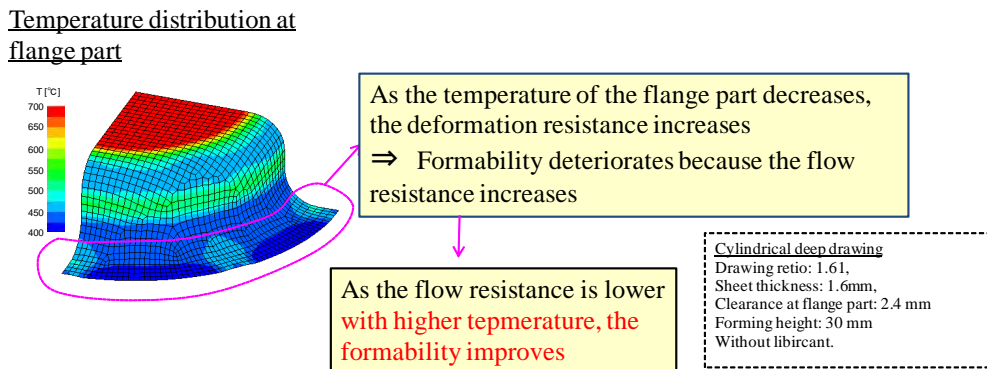 Temperature distribution at
flange part
T [°C]
700
650
600
550
500
450
400
As the temperature of the flange part decreases,
the deformation resistance increases
⇒ Formability deteriorates because the flow
resistance increases
As the flow resistance is lower
with higher tepmerature, the
formability improves
Cylindrical deep drawing
Drawing retio: 1.61,
Sheet thickness: 1.6mm,
Clearance at flange part: 2.4 mm
Forming height: 30 mm
Without libircant.